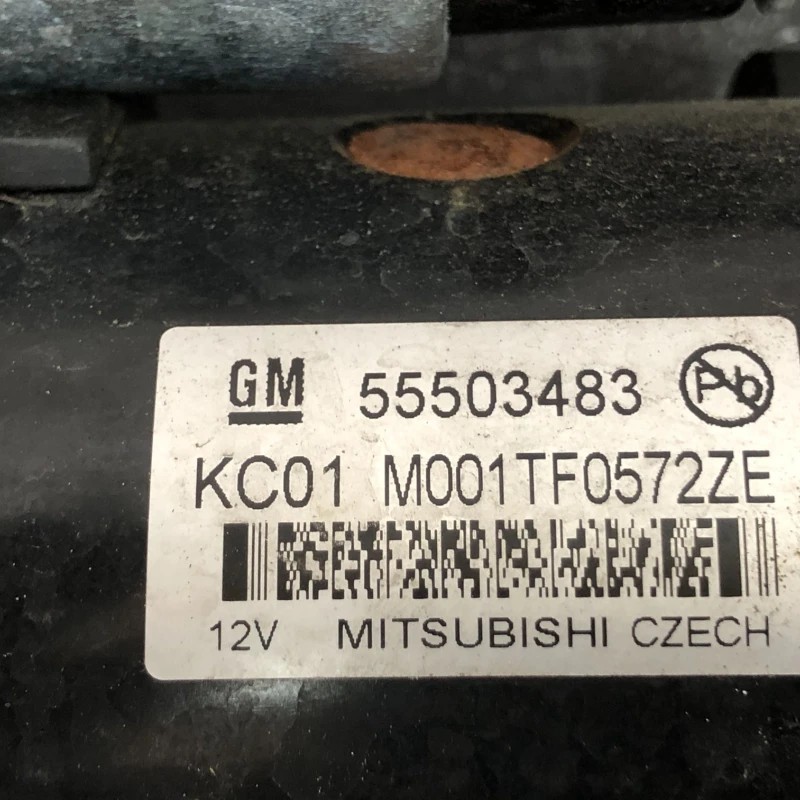 GM 55503483 Pb
KC01 M001TF0572ZE
12V MITSUBISHI CZECH